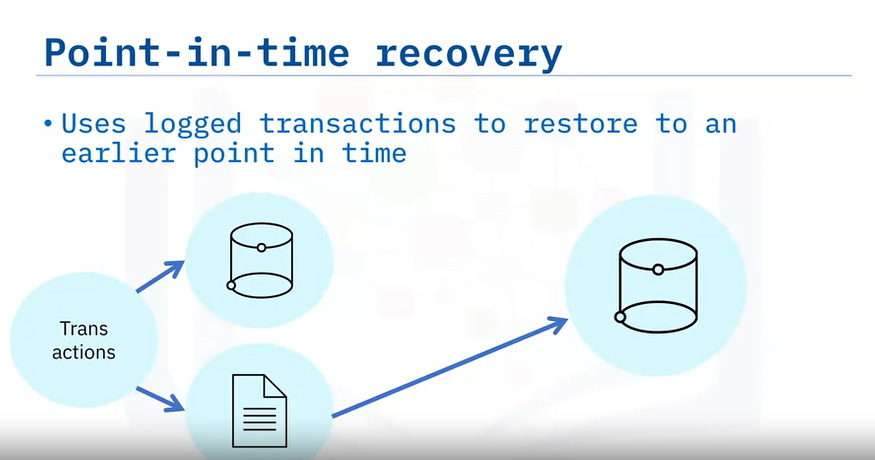 Point-in-time recovery
• Uses logged transactions to restore to an
earlier point in time
Trans
actions